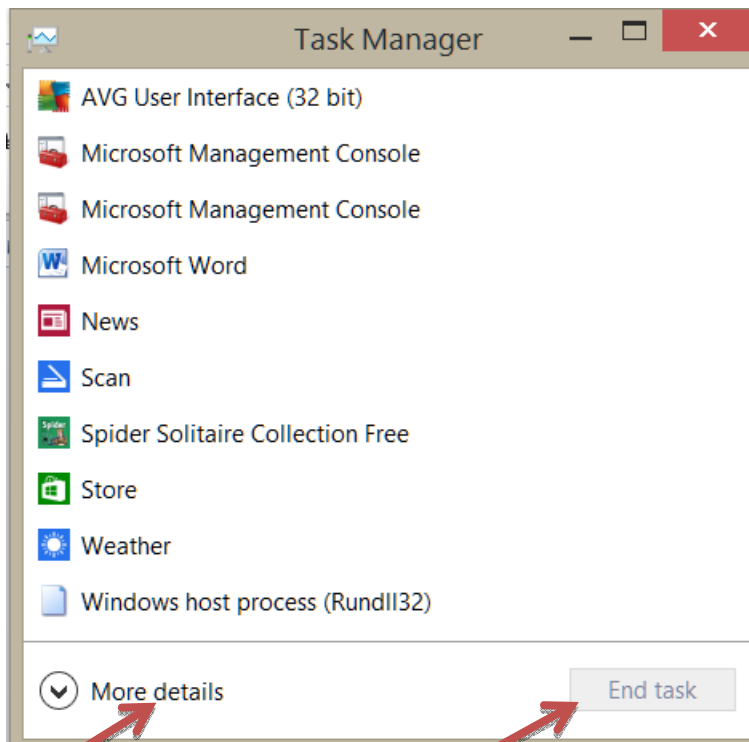 Task Manager
AVG User Interface (32 bit)
Microsoft Management Console
Microsoft Management Console
Microsoft Word
News
Scan
Spider Solitaire Collection Free
Store
Weather
Windows host process (Rundll32)
More details
End task